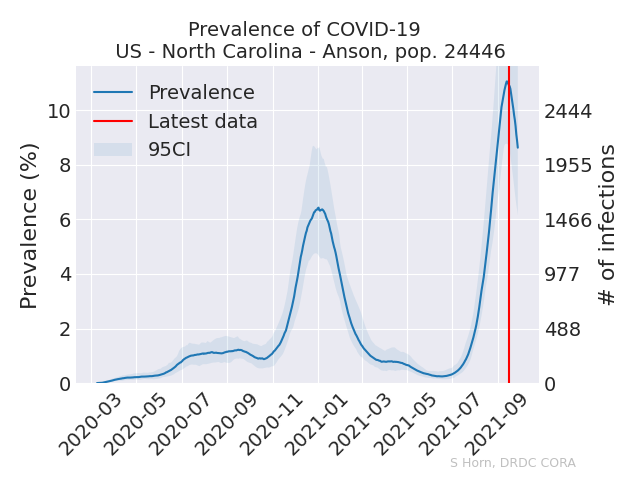 Prevalence of COVID-19
US - North Carolina - Anson, pop. 24446
Prevalence
Latest data
95CI
Prevalence (%)
10
8
6
4
2
0
2444
1955
1466
977
488
0
# of infections
2020-03
2020-05
2020-07
2020-09
2020-11
2021-01
2021-03
2021-05
2021-07
2021-09
S Horn, DRDC CORA